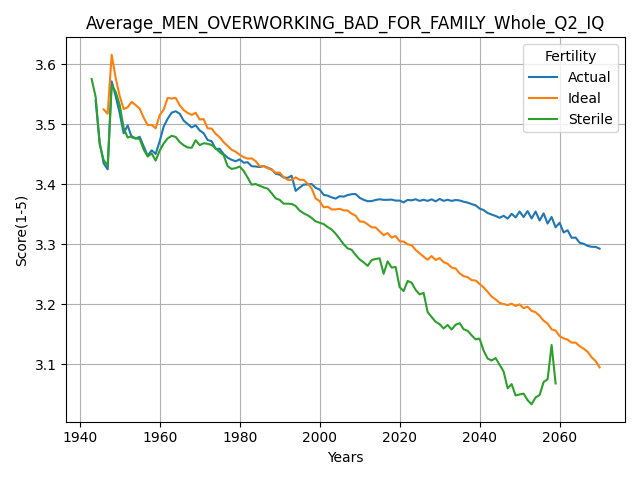 Average_MEN_OVERWORKING_BAD_FOR_FAMILY_Whole_Q2_IQ
Fertility
Actual
Ideal
Sterile
Score(1-5)
3.6
3.5
3.4
3.3
3.2
3.1
1940 1960 1980 2000 2020 2040 2060
Years